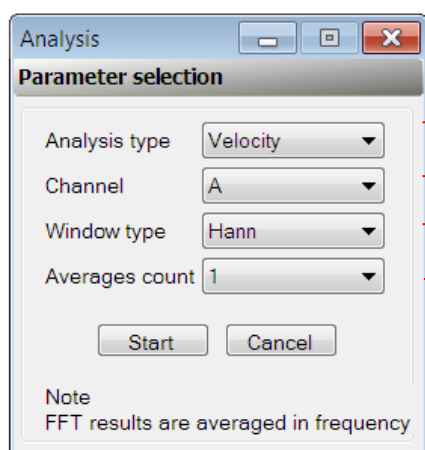 Analysis
Parameter selection
Analysis type Velocity
Channel A
Window type Hann
Averages count 1
Start Cancel
Note
FFT results are averaged in frequency